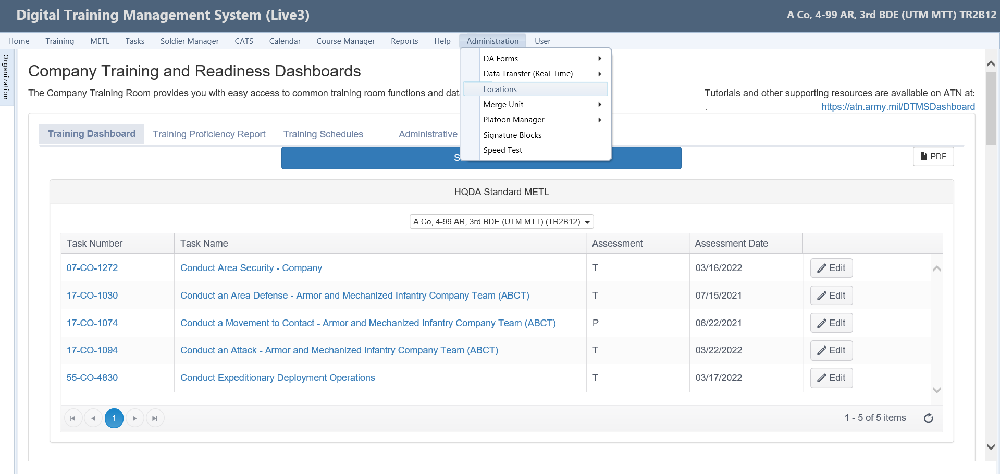 Digital Training Management System (Live3)
A Co, 4-99 AR, 3rd BDE (UTM MTT) TR2B12
Home Training METL Tasks Soldier Manager CATS Calendar Course Manager Reports Help Administration User
Organization
DA Forms
Data Transfer (Real-Time)
Locations
Merge Unit
Platoon Manager
Signature Blocks
Speed Test
Company Training and Readiness Dashboards
The Company Training Room provides you with easy access to common training room functions and
Tutorials and other supporting resources are available on ATN at:
https://atn.army.mil/DTMSDashboard
.
Training Dashboard Training Proficiency Report Training Schedules Administrative
PDF
HQDA Standard METL
A Co, 4-99 AR, 3rd BDE (UTM MTT) (TR2B12)
Task Number Task Name Assessment Assessment Date
07-CO-1272 Conduct Area Security - Company T 03/16/2022 Edit
17-CO-1030 Conduct an Area Defense - Armor and Mechanized Infantry Company Team (ABCT) T 07/15/2021 Edit
17-CO-1074 Conduct a Movement to Contact - Armor and Mechanized Infantry Company Team (ABCT) P 06/22/2021 Edit
17-CO-1094 Conduct an Attack - Armor and Mechanized Infantry Company Team (ABCT) T 03/22/2022 Edit
55-CO-4830 Conduct Expeditionary Deployment Operations T 03/17/2022 Edit
1
1 - 5 of 5 items